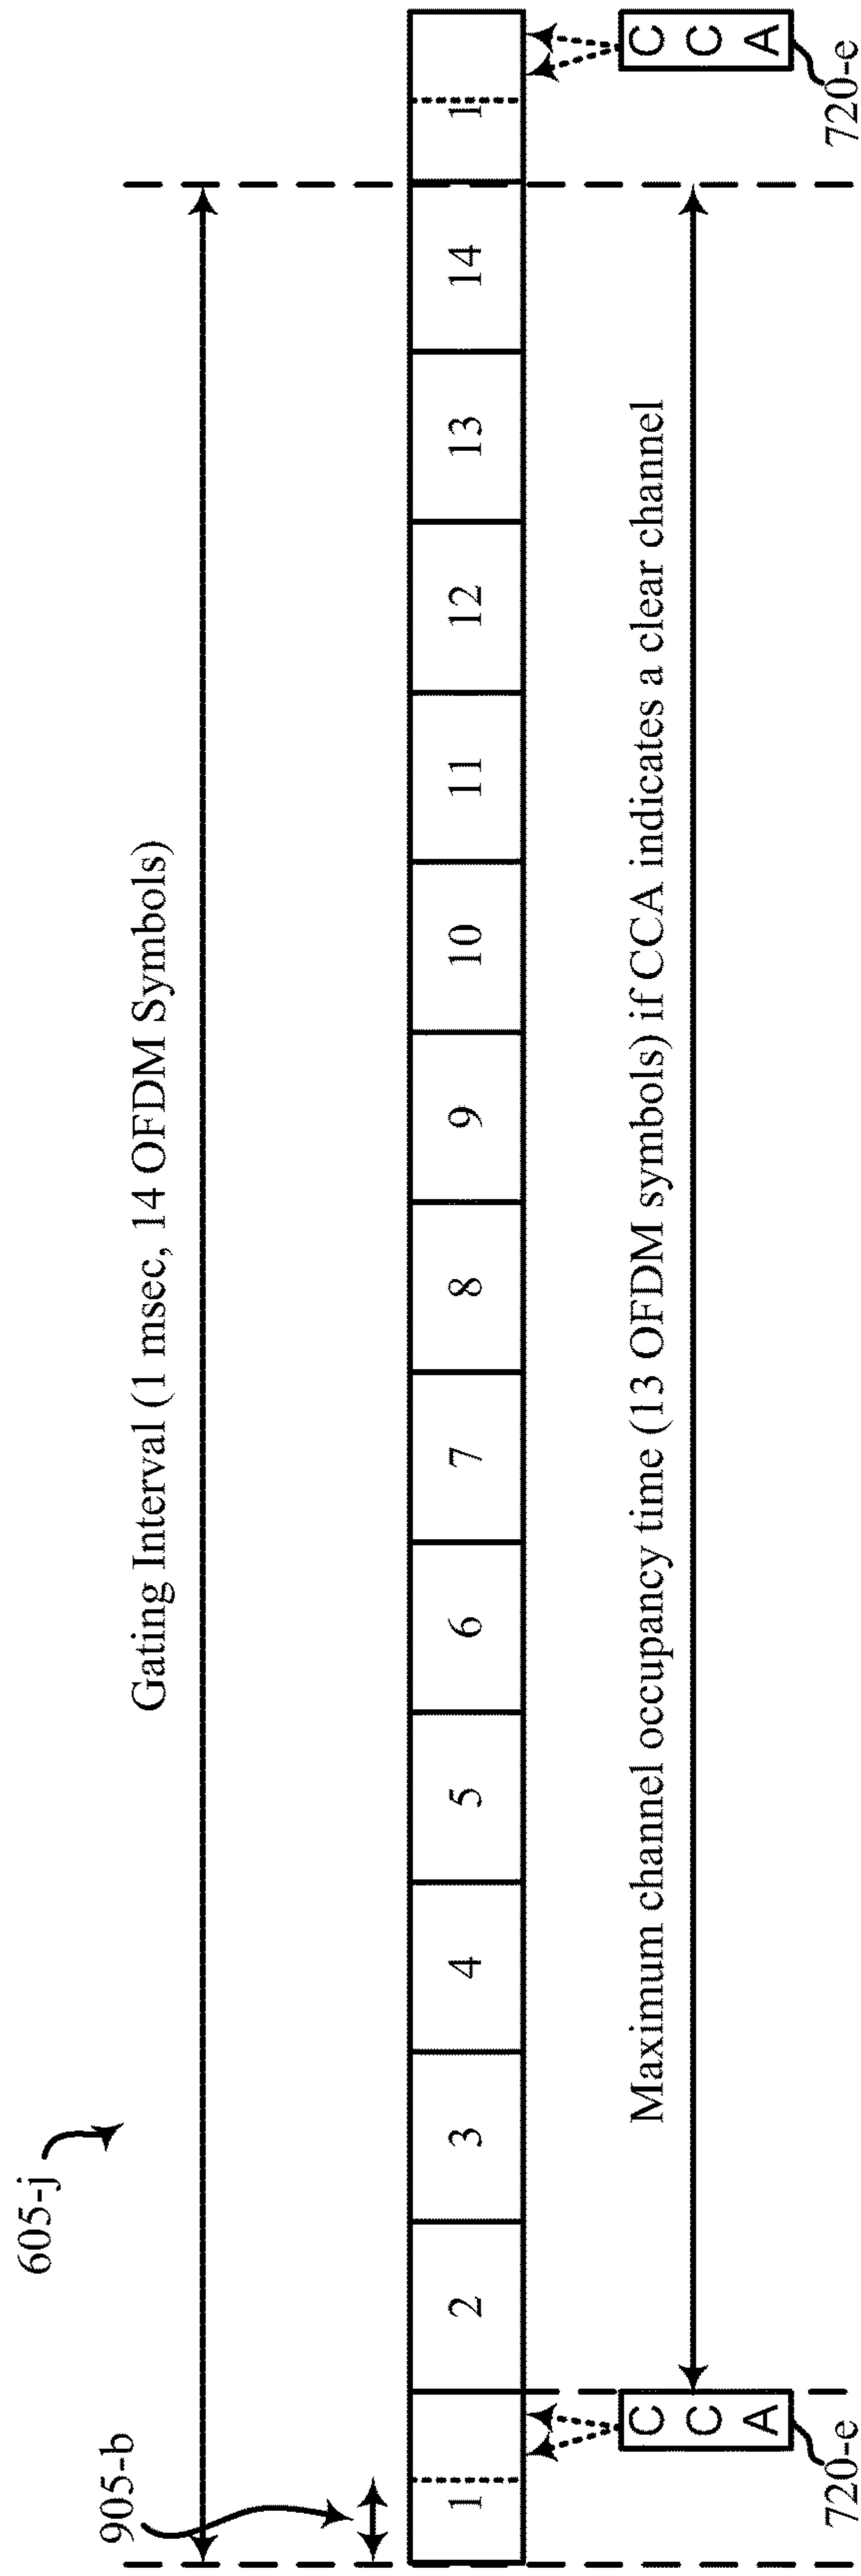 605-j
905-b
Gating Interval (1 msec, 14 OFDM Symbols)
1 2 3 4 5 6 7 8 9 10 11 12 13 14 1
Maximum channel occupancy time (13 OFDM symbols) if CCA indicates a clear channel
CCA
CCA
720-e
720-e